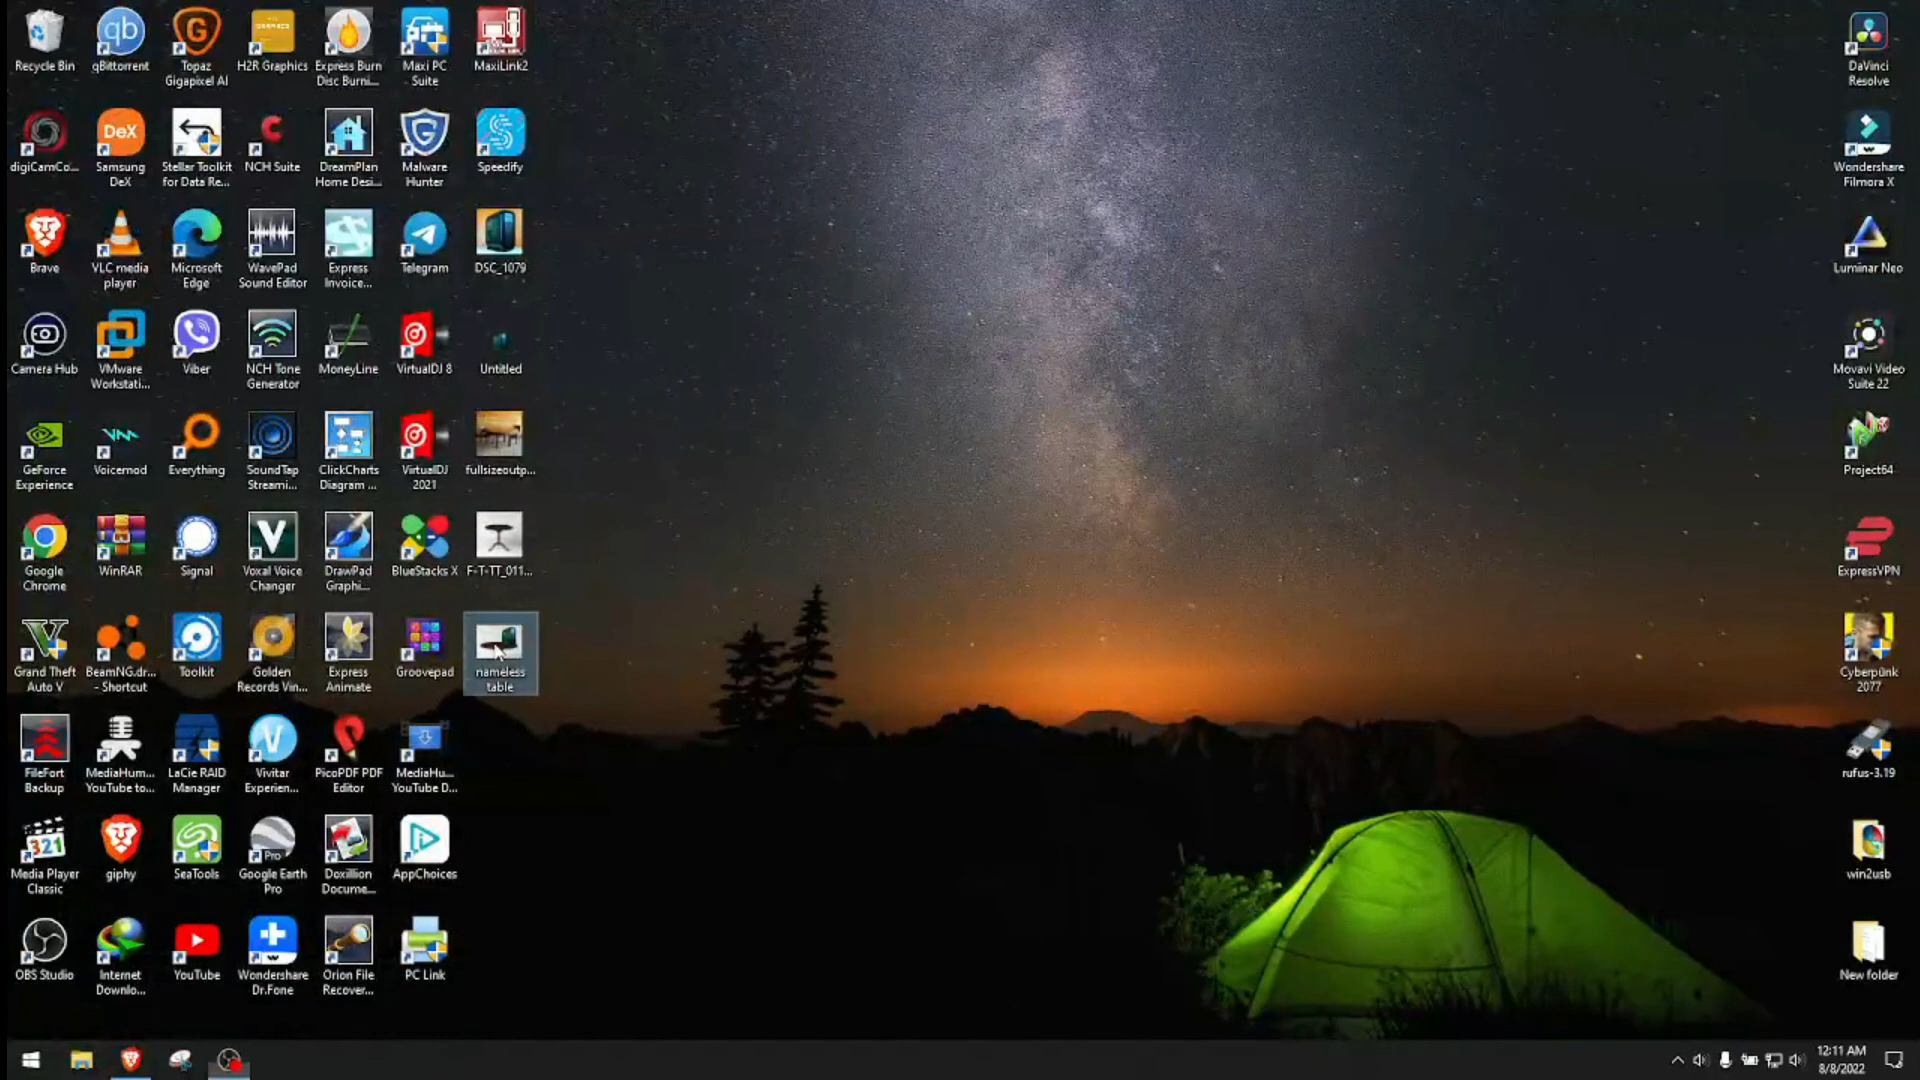 Recycle Bin
qBittorrent
Topaz
Gigapixel AI
H2R Graphics
Express Burn
Disc Burni...
Maxi PC
Suite
MaxiLink2
DaVinci
Resolve
digiCamCo...
DeX
Samsung
DeX
Stellar Toolkit
for Data Re...
NCH Suite
DreamPlan
Home Desi...
Malware
Hunter
Speedify
Wondershare
Filmora X
Brave
VLC media
player
Microsoft
Edge
WavePad
Sound Editor
Express
Invoice...
Telegram
DSC_1079
Luminar Neo
Camera Hub
VMware
Workstati...
Viber
NCH Tone
Generator
MoneyLine
VirtualDJ 8
Untitled
Movavi Video
Suite 22
GeForce
Experience
Voicemod
Everything
SoundTap
Streami...
ClickCharts
Diagram ...
VirtualDJ
2021
fullsizeoutp...
Project64
Google
Chrome
WinRAR
Signal
Voxal Voice
Changer
DrawPad
Graphi...
BlueStacks X
F-T-TT_011...
ExpressVPN
Grand Theft
Auto V
BeamNG.dr...
- Shortcut
Toolkit
Golden
Records Vin...
Express
Animate
Groovepad
nameless
table
Cyberpunk
2077
FileFort
Backup
MediaHum...
YouTube to...
LaCie RAID
Manager
Vivitar
Experien...
PicoPDF PDF
Editor
MediaHu...
YouTube D...
rufus-3.19
321
Media Player
Classic
giphy
SeaTools
Pro
Google Earth
Pro
Doxillion
Docume...
AppChoices
win2usb
OBS Studio
Internet
Downlo...
YouTube
Wondershare
Dr.Fone
Orion File
Recover...
PC Link
New folder
12:11 AM
8/8/2022